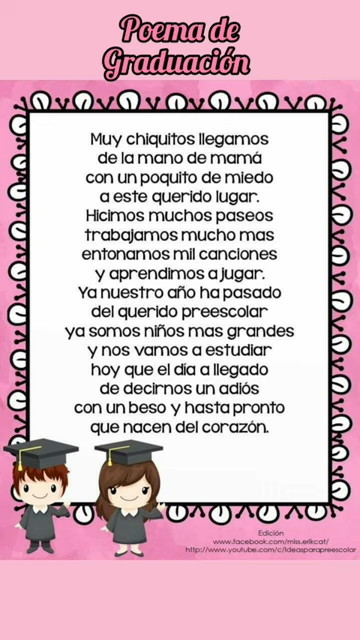 Poema de
Graduación
Muy chiquitos llegamos
de la mano de mamá
con un poquito de miedo
a este querido lugar.
Hicimos muchos paseos
trabajamos mucho mas
entonamos mil canciones
y aprendimos a jugar.
Ya nuestro año ha pasado
del querido preescolar
ya somos niños mas grandes
y nos vamos a estudiar
hoy que el día a llegado
de decirnos un adiós
con un beso y hasta pronto
que nacen del corazón.
Edición
www.facebook.com/miss.erikcat/
http://www.youtube.com/c/Ideasparapreescolar